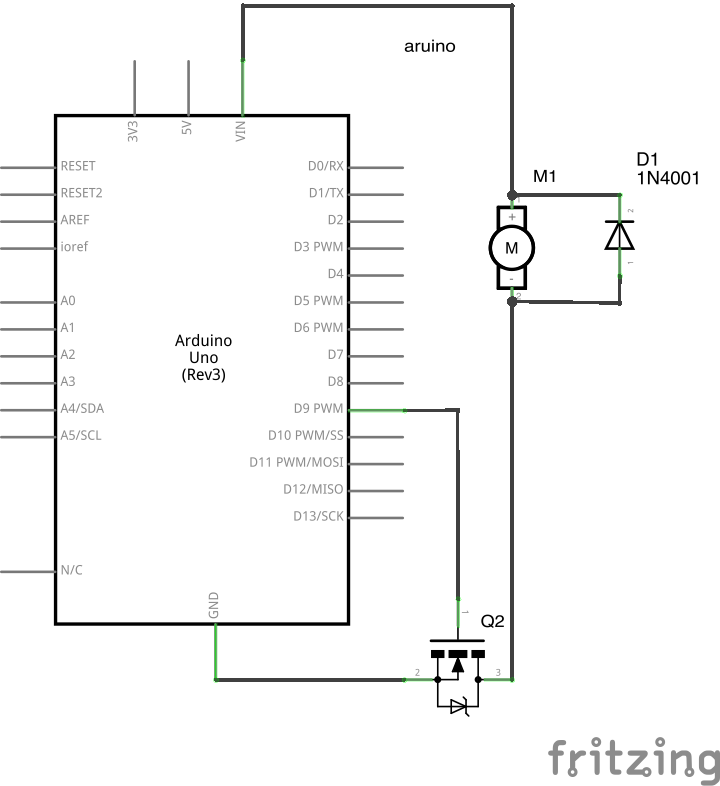 aruino
3V3
5V
VIN
D1
1N4001
M1
RESET
RESET2
AREF
ioref
A0
A1
A2
A3
A4/SDA
A5/SCL
N/C
Arduino
Uno
(Rev3)
D0/RX
D1/TX
D2
D3 PWM
D4
D5 PWM
D6 PWM
D7
D8
D9 PWM
D10 PWM/SS
D11 PWM/MOSI
D12/MISO
D13/SCK
GND
1
+
M
-
2
2
1
1
Q2
2
3
fritzing